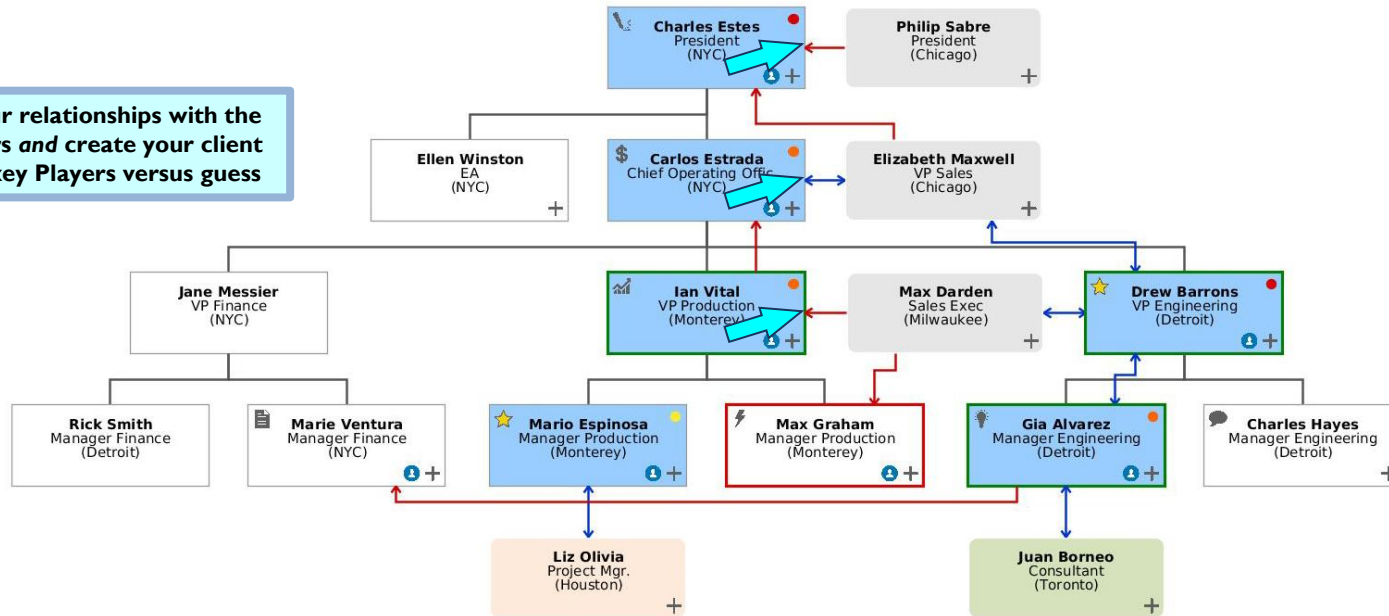 Charles Estes
President
(NYC)
Philip Sabre
President
(Chicago)
r relationships with the
rs and create your client
key Players versus guess
Ellen Winston
EA
(NYC)
Carlos Estrada
Chief Operating Offic
(NYC)
Elizabeth Maxwell
VP Sales
(Chicago)
Jane Messier
VP Finance
(NYC)
Ian Vital
VP Production
(Monterey)
Max Darden
Sales Exec
(Milwaukee)
Drew Barrons
VP Engineering
(Detroit)
Rick Smith
Manager Finance
(Detroit)
Marie Ventura
Manager Finance
(NYC)
Mario Espinosa
Manager Production
(Monterey)
Max Graham
Manager Production
(Monterey)
Gia Alvarez
Manager Engineering
(Detroit)
Charles Hayes
Manager Engineering
(Detroit)
Liz Olivia
Project Mgr.
(Houston)
Juan Borneo
Consultant
(Toronto)